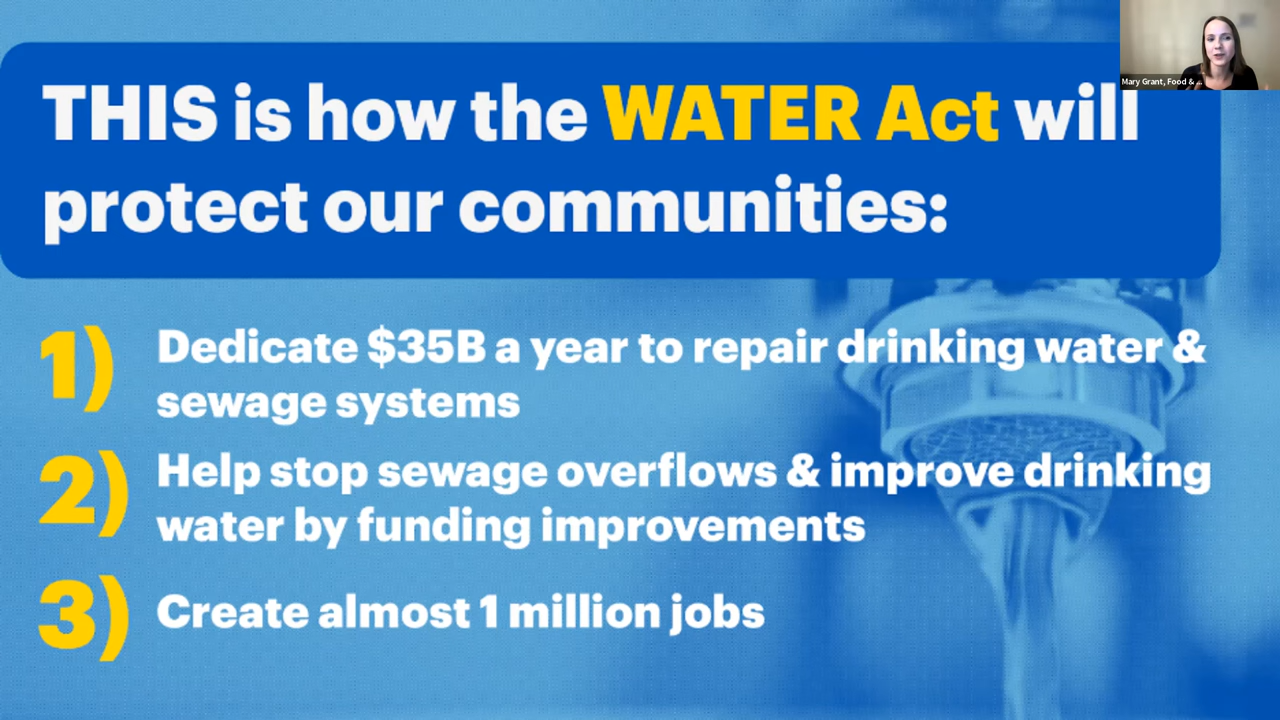 Mary Grant, Food & ...
THIS is how the WATER Act will
protect our communities:
1) Dedicate $35B a year to repair drinking water &
sewage systems
2) Help stop sewage overflows & improve drinking
water by funding improvements
3) Create almost 1 million jobs